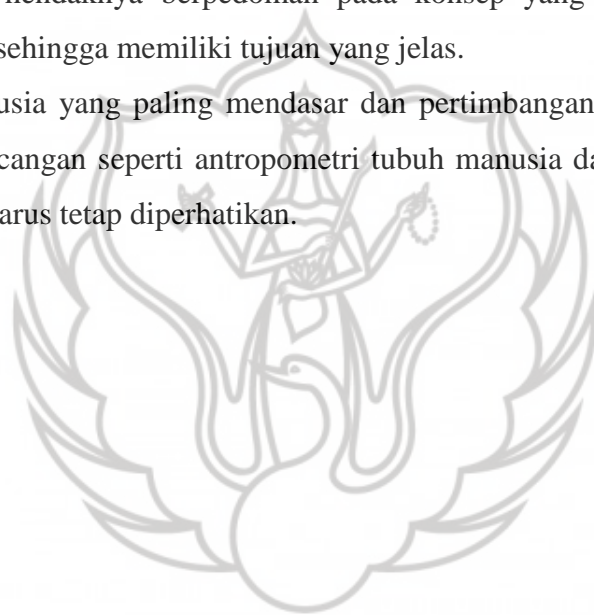 hendaknya berpedoman pada konsep yang
sehingga memiliki tujuan yang jelas.
usia yang paling mendasar dan pertimbangan
cangan seperti antropometri tubuh manusia da
arus tetap diperhatikan.